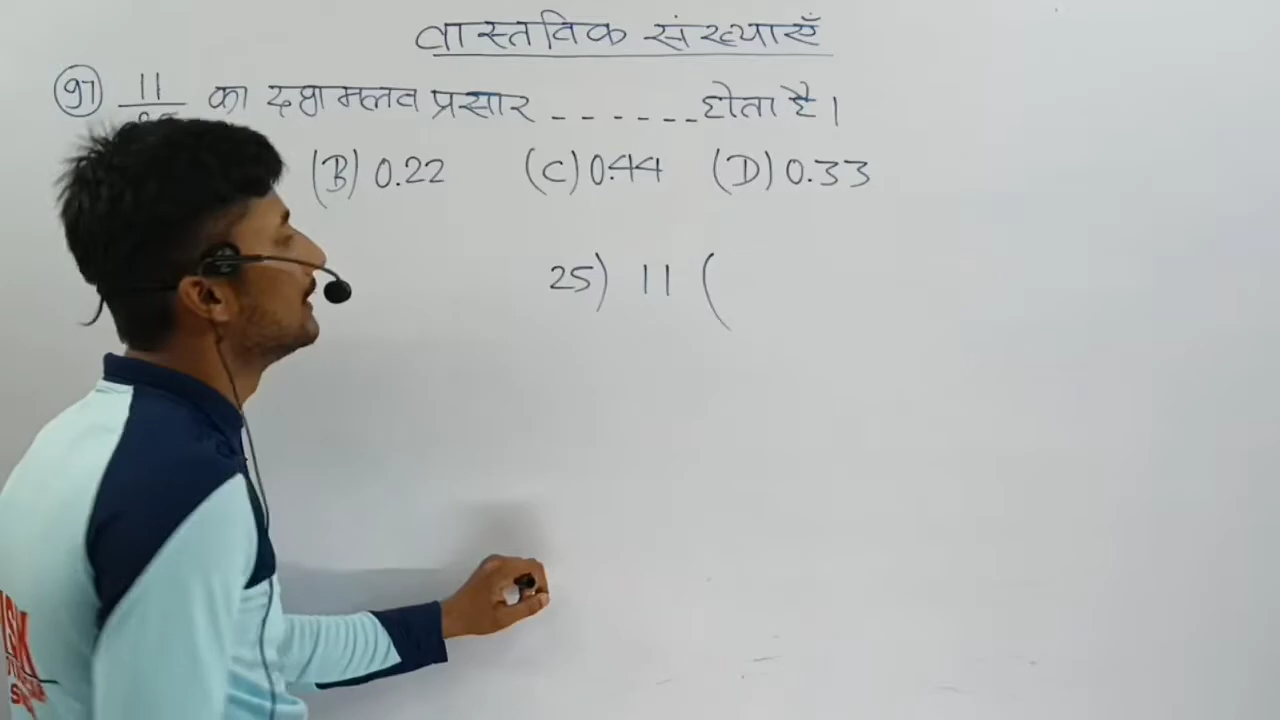 वास्तविक संख्याएँ
97 11 का दशमलव प्रसार ------ होता है।
(B) 0.22 (C) 0.44 (D) 0.33
25) 11 (